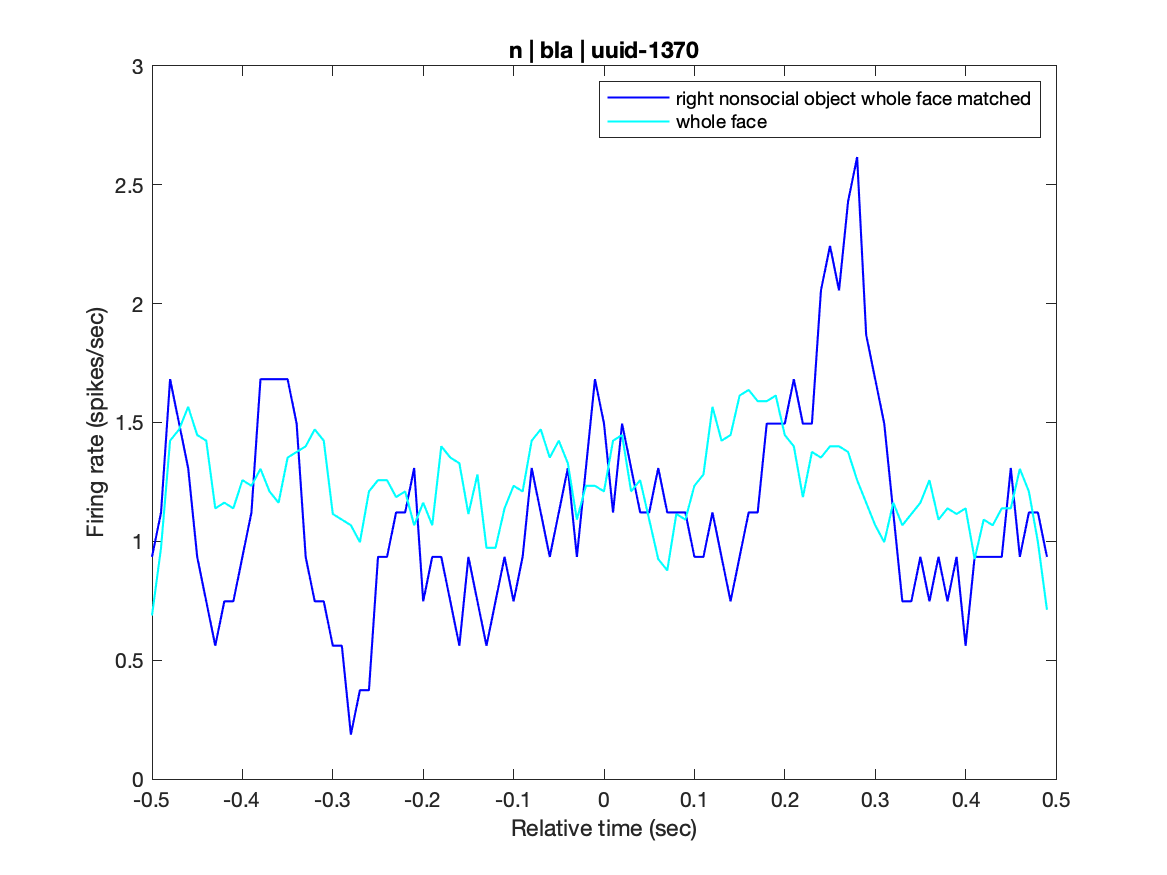 n | bla | uuid-1370
right nonsocial object whole face matched
whole face
Firing rate (spikes/sec)
3
2.5
2
1.5
1
0.5
0
-0.5 -0.4 -0.3 -0.2 -0.1 0 0.1 0.2 0.3 0.4 0.5
Relative time (sec)